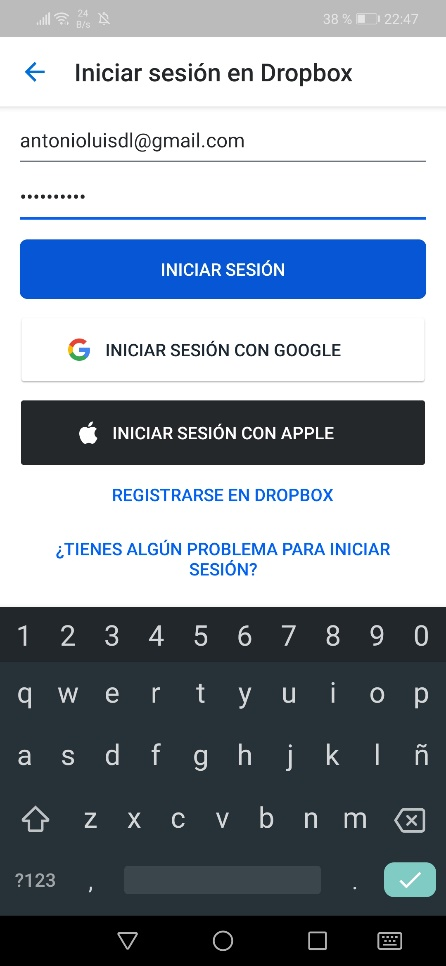 24
B/s
38 %
22:47
Iniciar sesión en Dropbox
antonioluisdl@gmail.com
••••••••••
INICIAR SESIÓN
INICIAR SESIÓN CON GOOGLE
INICIAR SESIÓN CON APPLE
REGISTRARSE EN DROPBOX
¿TIENES ALGÚN PROBLEMA PARA INICIAR
SESIÓN?
1 2 3 4 5 6 7 8 9 0
q w e r t y u i o p
a s d f g h j k l ñ
z x c v b n m
?123 , .